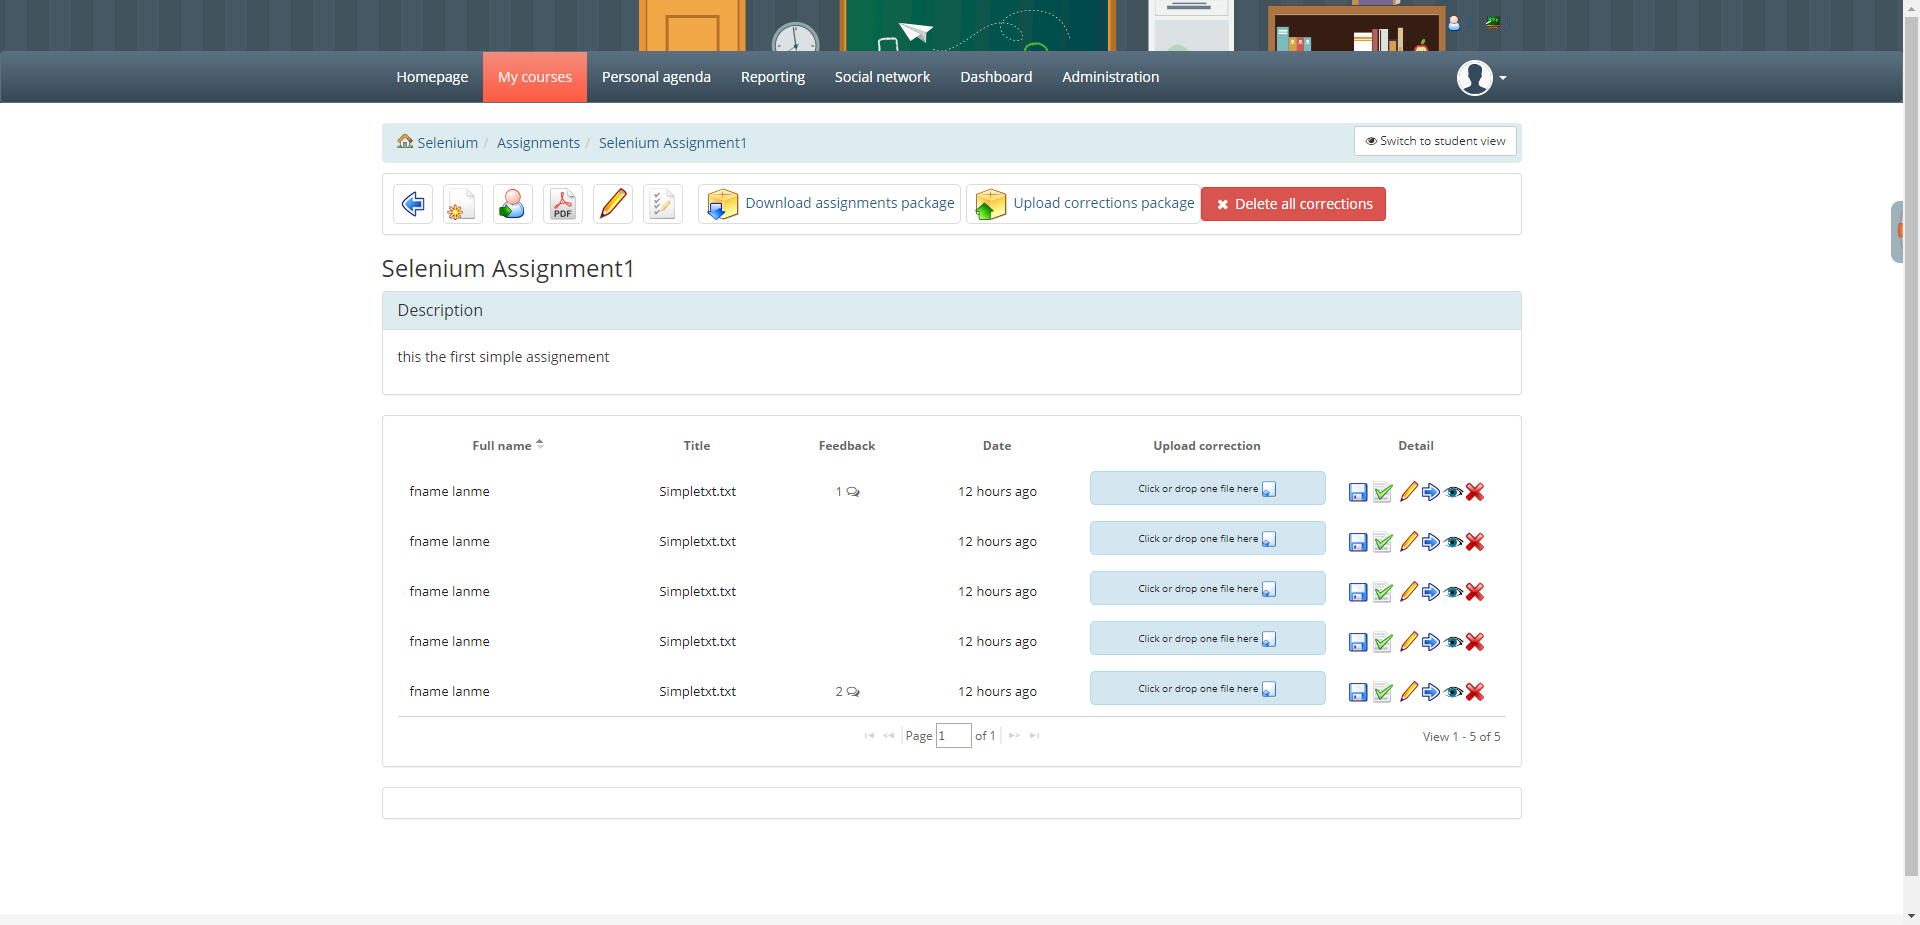 Homepage My courses Personal agenda Reporting Social network Dashboard Administration
Selenium / Assignments / Selenium Assignment1 Switch to student view
PDF Download assignments package Upload corrections package Delete all corrections
Selenium Assignment1
Description
this the first simple assignement
Full name Title Feedback Date Upload correction Detail
fname lanme Simpletxt.txt 1 12 hours ago Click or drop one file here
fname lanme Simpletxt.txt 12 hours ago Click or drop one file here
fname lanme Simpletxt.txt 12 hours ago Click or drop one file here
fname lanme Simpletxt.txt 12 hours ago Click or drop one file here
fname lanme Simpletxt.txt 2 12 hours ago Click or drop one file here
Page 1 of 1 View 1 - 5 of 5